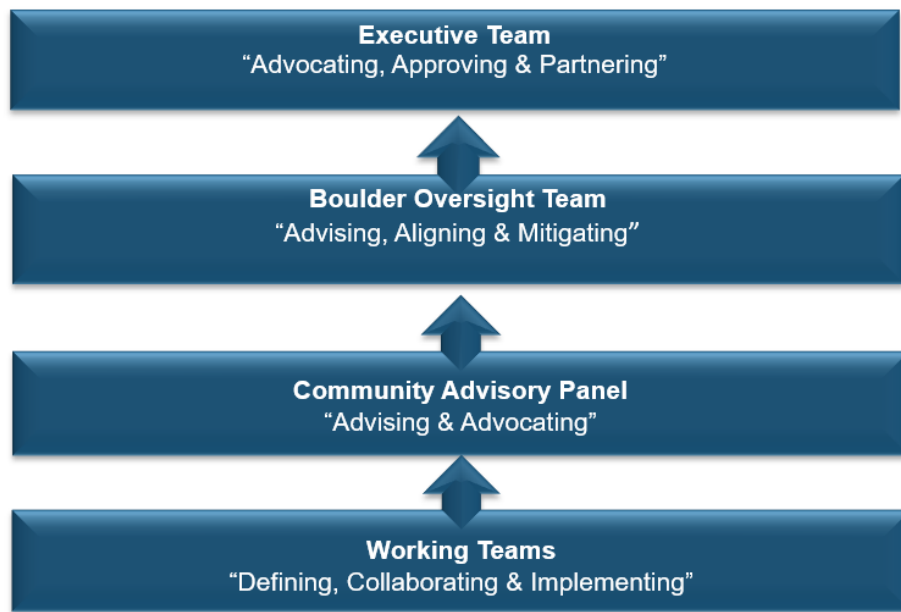 Executive Team
“Advocating, Approving & Partnering”
Boulder Oversight Team
“Advising, Aligning & Mitigating”
Community Advisory Panel
“Advising & Advocating”
Working Teams
“Defining, Collaborating & Implementing”